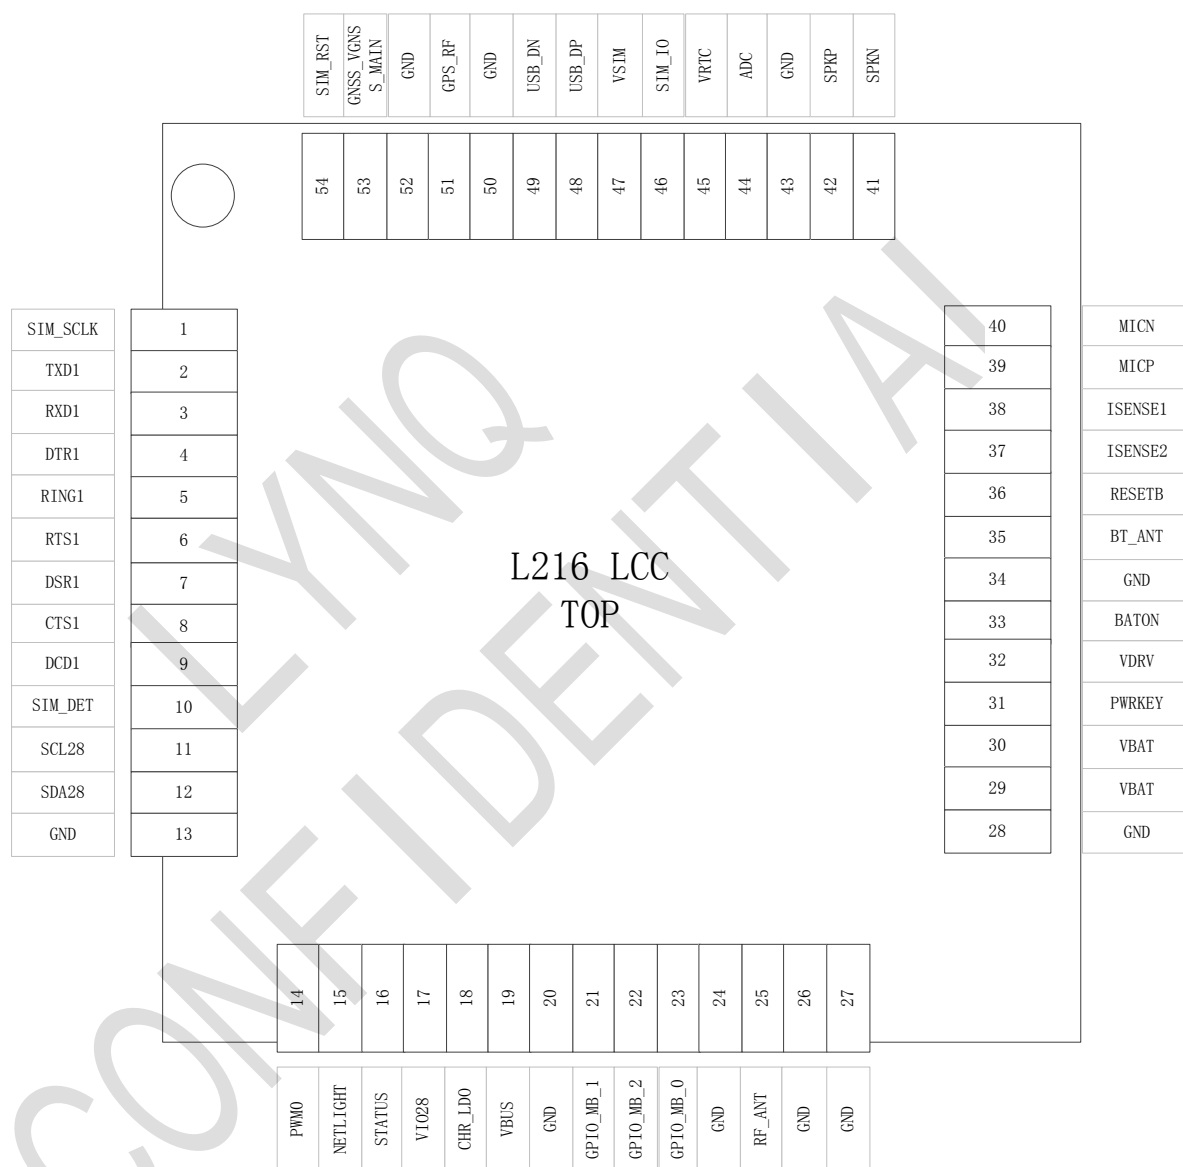 SIM_RST
GNSS_VGNS
S_MAIN
GND
GPS_RF
GND
USB_DN
USB_DP
VSIM
SIM_IO
VRTC
ADC
GND
SPKP
SPKN
54
53
52
51
50
49
48
47
46
45
44
43
42
41
SIM_SCLK 1
TXD1 2
RXD1 3
DTR1 4
RING1 5
RTS1 6
DSR1 7
CTS1 8
DCD1 9
SIM_DET 10
SCL28 11
SDA28 12
GND 13
L216 LCC
TOP
40 MICN
39 MICP
38 ISENSE1
37 ISENSE2
36 RESETB
35 BT_ANT
34 GND
33 BATON
32 VDRV
31 PWRKEY
30 VBAT
29 VBAT
28 GND
14
15
16
17
18
19
20
21
22
23
24
25
26
27
PWM0
NETLIGHT
STATUS
VIO28
CHR_LDO
VBUS
GND
GPIO_MB_1
GPIO_MB_2
GPIO_MB_0
GND
RF_ANT
GND
GND
LYNQ
CONFIDENTIAL